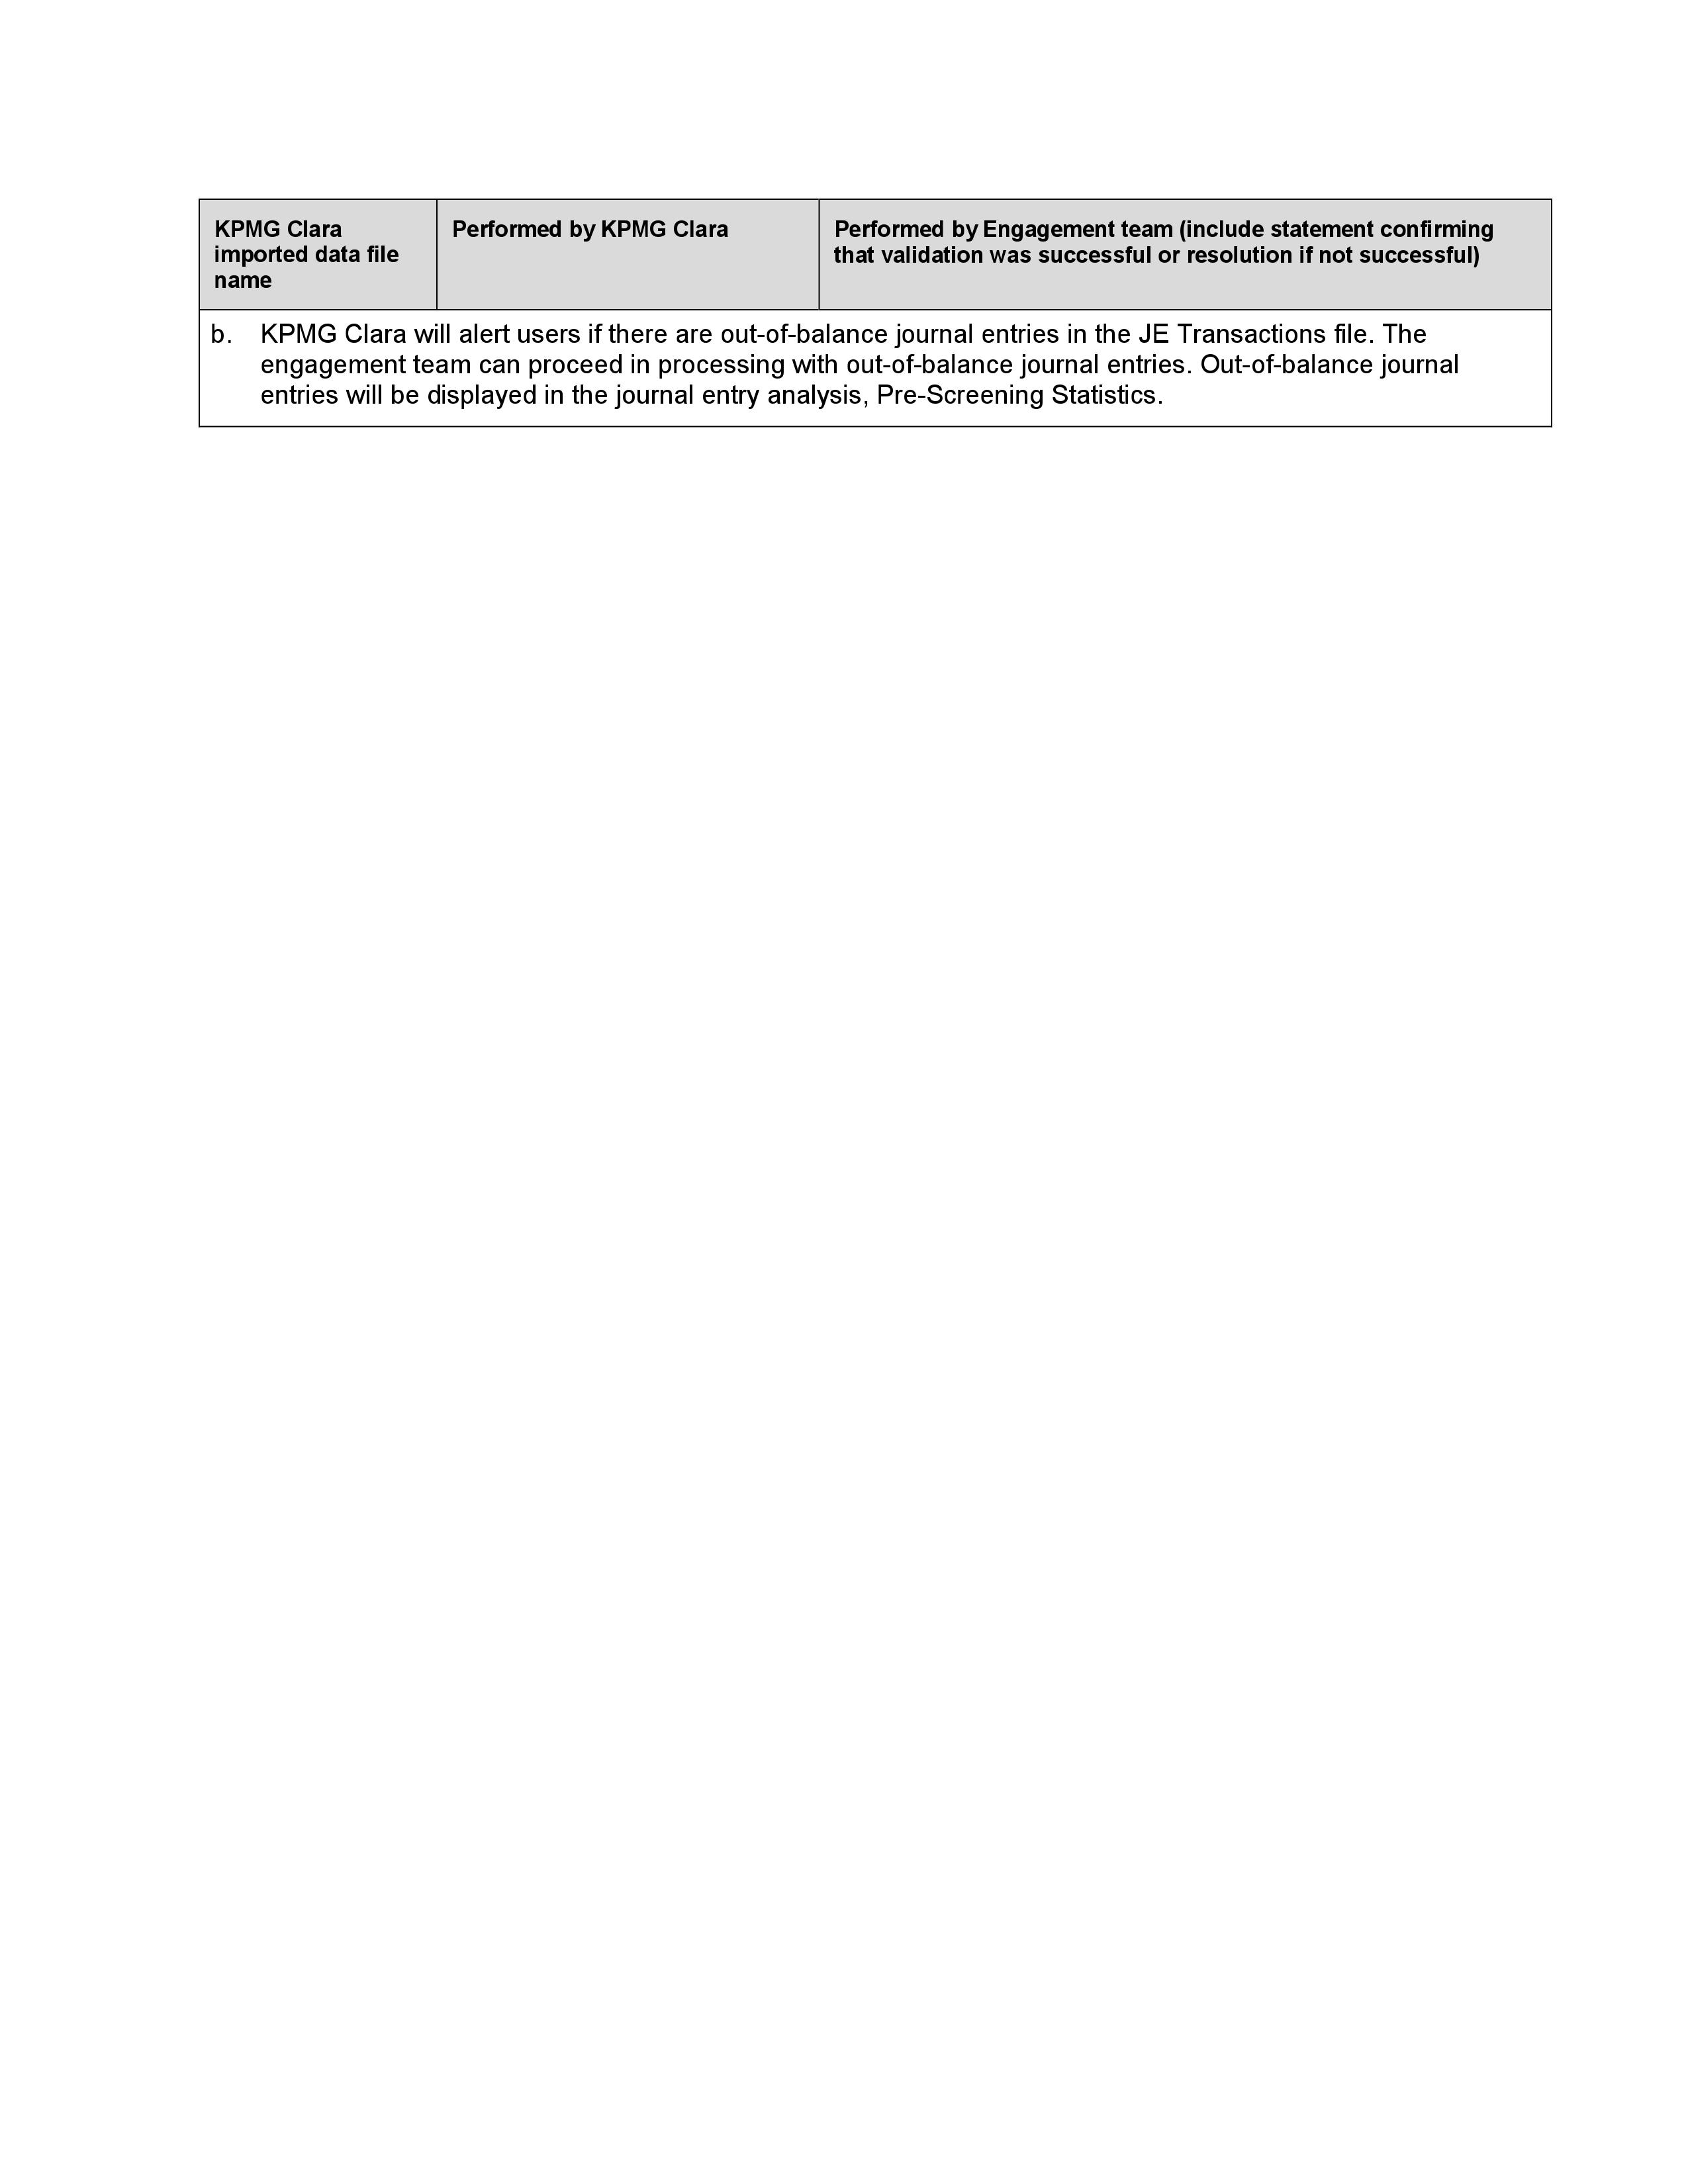 KPMG Clara
imported data file
name
Performed by KPMG Clara
Performed by Engagement team (include statement confirming
that validation was successful or resolution if not successful)
b. KPMG Clara will alert users if there are out-of-balance journal entries in the JE Transactions file. The
engagement team can proceed in processing with out-of-balance journal entries. Out-of-balance journal
entries will be displayed in the journal entry analysis, Pre-Screening Statistics.